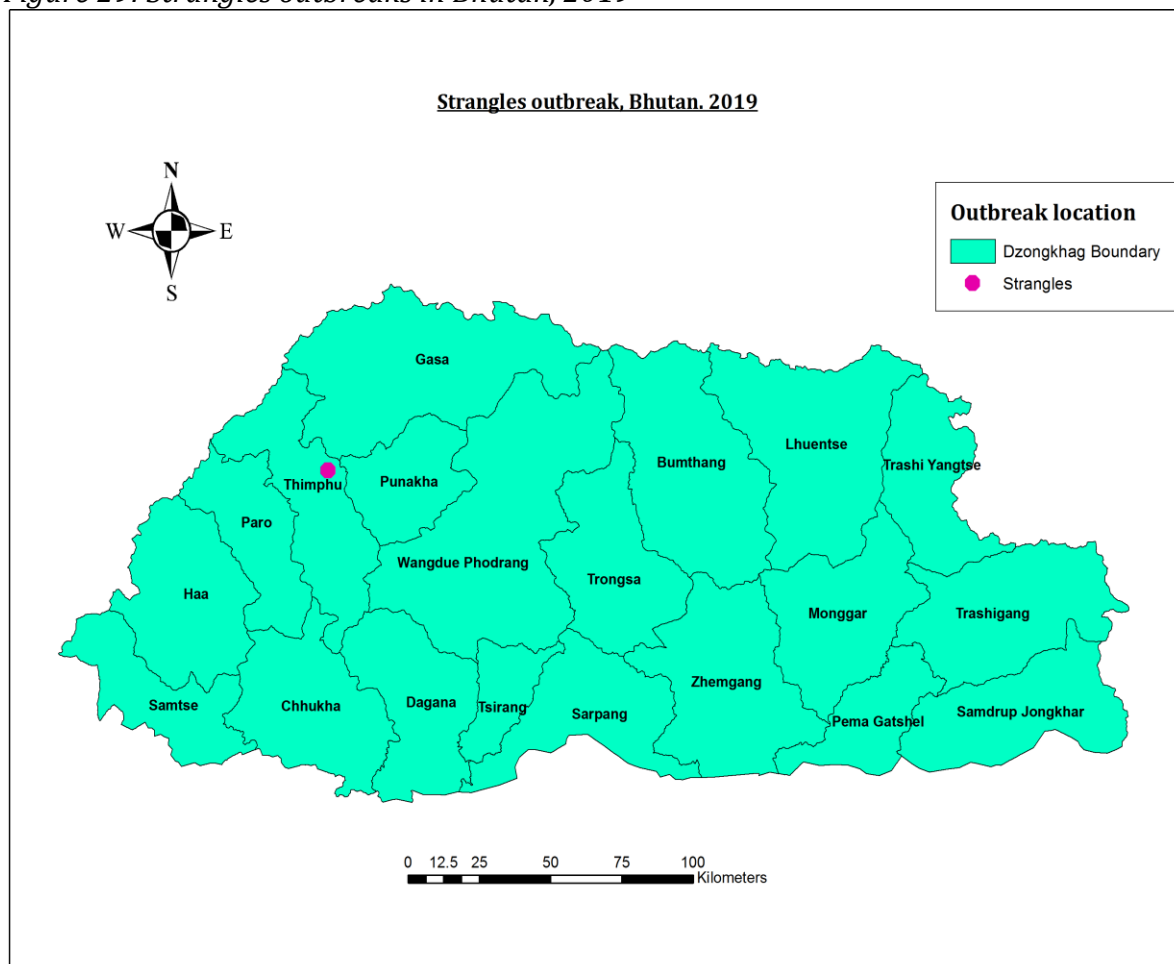 Figure 29: Strangles outbreaks in Bhutan, 2019
Strangles outbreak, Bhutan. 2019
N
W
E
S
Outbreak location
Dzongkhag Boundary
Strangles
Gasa
Lhuentse
Bumthang
Trashi Yangtse
Thimphu
Punakha
Paro
Wangdue Phodrang
Trongsa
Haa
Monggar
Trashigang
Zhemgang
Samtse
Chhukha
Dagana
Tsirang
Sarpang
Pema Gatshel
Samdrup Jongkhar
0 12.5 25 50 75 100
Kilometers